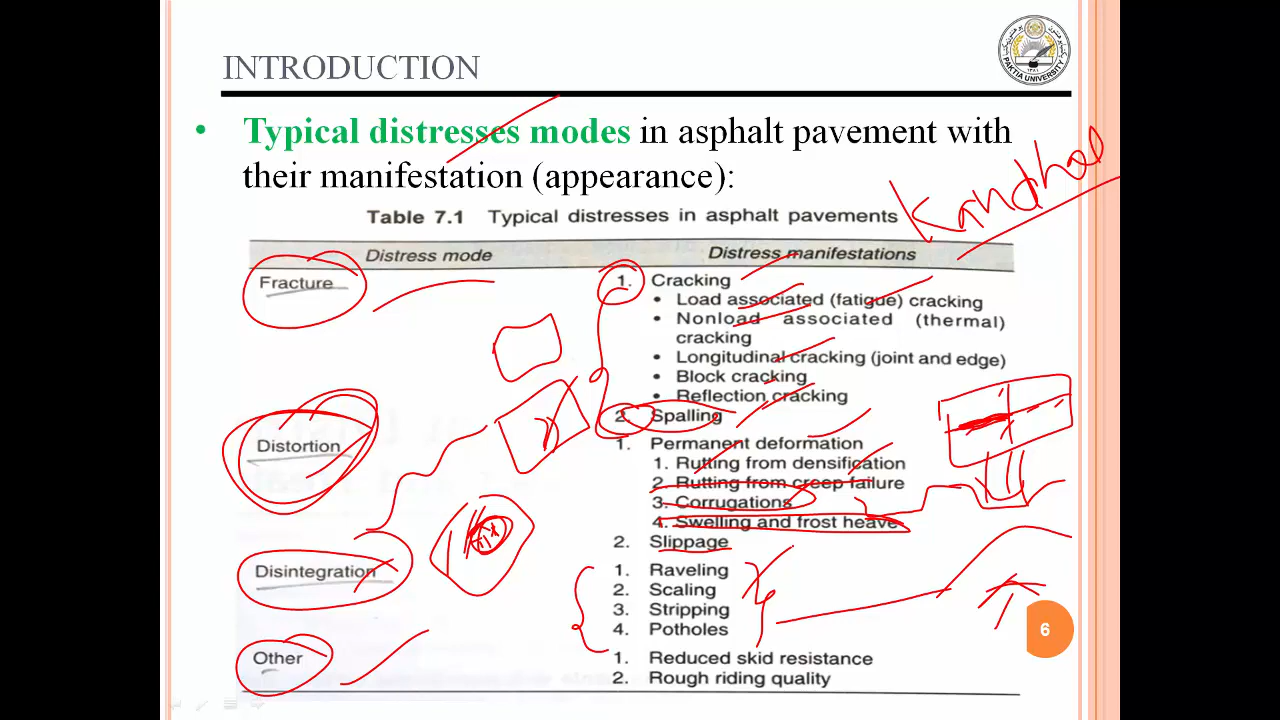 INTRODUCTION
PAKTIA UNIVERSITY
• Typical distresses modes in asphalt pavement with
their manifestation (appearance):
Kandhal
Table 7.1 Typical distresses in asphalt pavements
Distress mode Distress manifestations
Fracture 1. Cracking
• Load associated (fatigue) cracking
• Nonload associated (thermal)
cracking
• Longitudinal cracking (joint and edge)
• Block cracking
• Reflection cracking
2. Spalling
Distortion 1. Permanent deformation
1. Rutting from densification
2. Rutting from creep failure
3. Corrugations
4. Swelling and frost heave
2. Slippage
Disintegration 1. Raveling
2. Scaling
3. Stripping
4. Potholes
6
Other 1. Reduced skid resistance
2. Rough riding quality